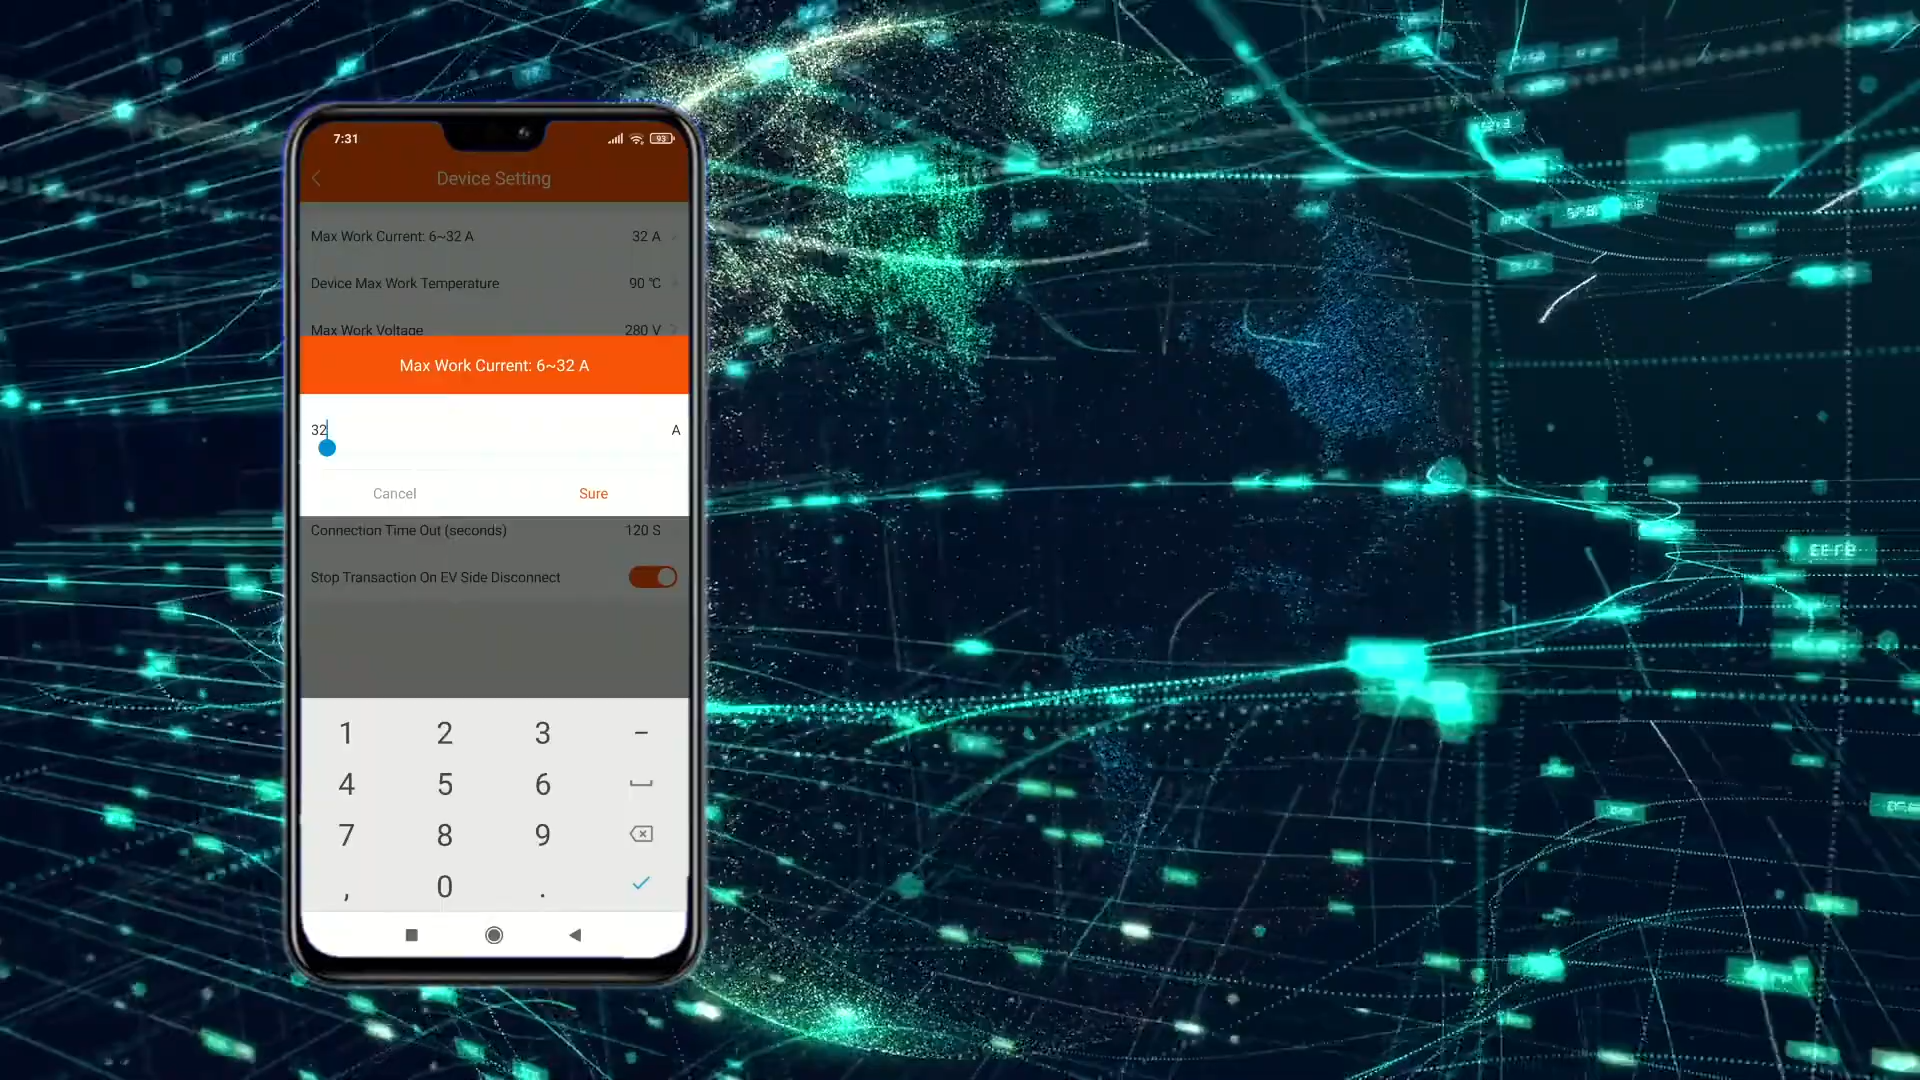 7:31
93
Device Setting
Max Work Current: 6~32 A 32 A
Device Max Work Temperature 90 ℃
Max Work Voltage 280 V
Max Work Current: 6~32 A
32 A
Cancel Sure
Connection Time Out (seconds) 120 S
Stop Transaction On EV Side Disconnect
1 2 3 –
4 5 6
7 8 9
, 0 .